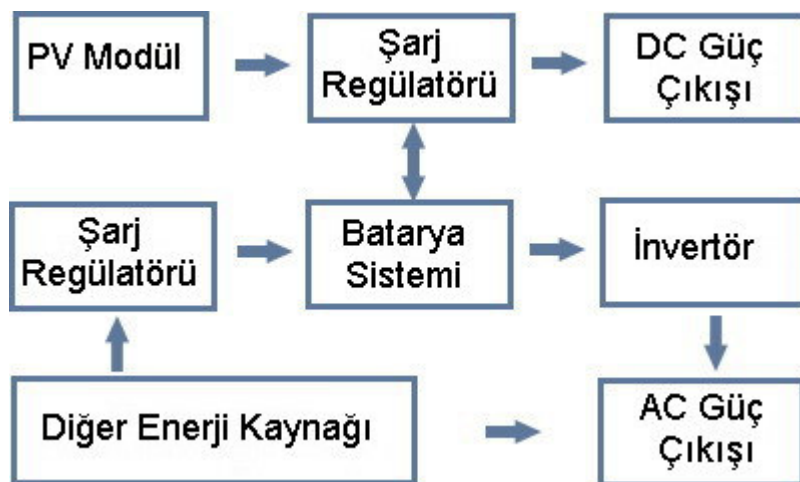 PV Modül
Şarj
Regülatörü
DC Güç
Çıkışı
Şarj
Regülatörü
Batarya
Sistemi
İnvertör
Diğer Enerji Kaynağı
AC Güç
Çıkışı